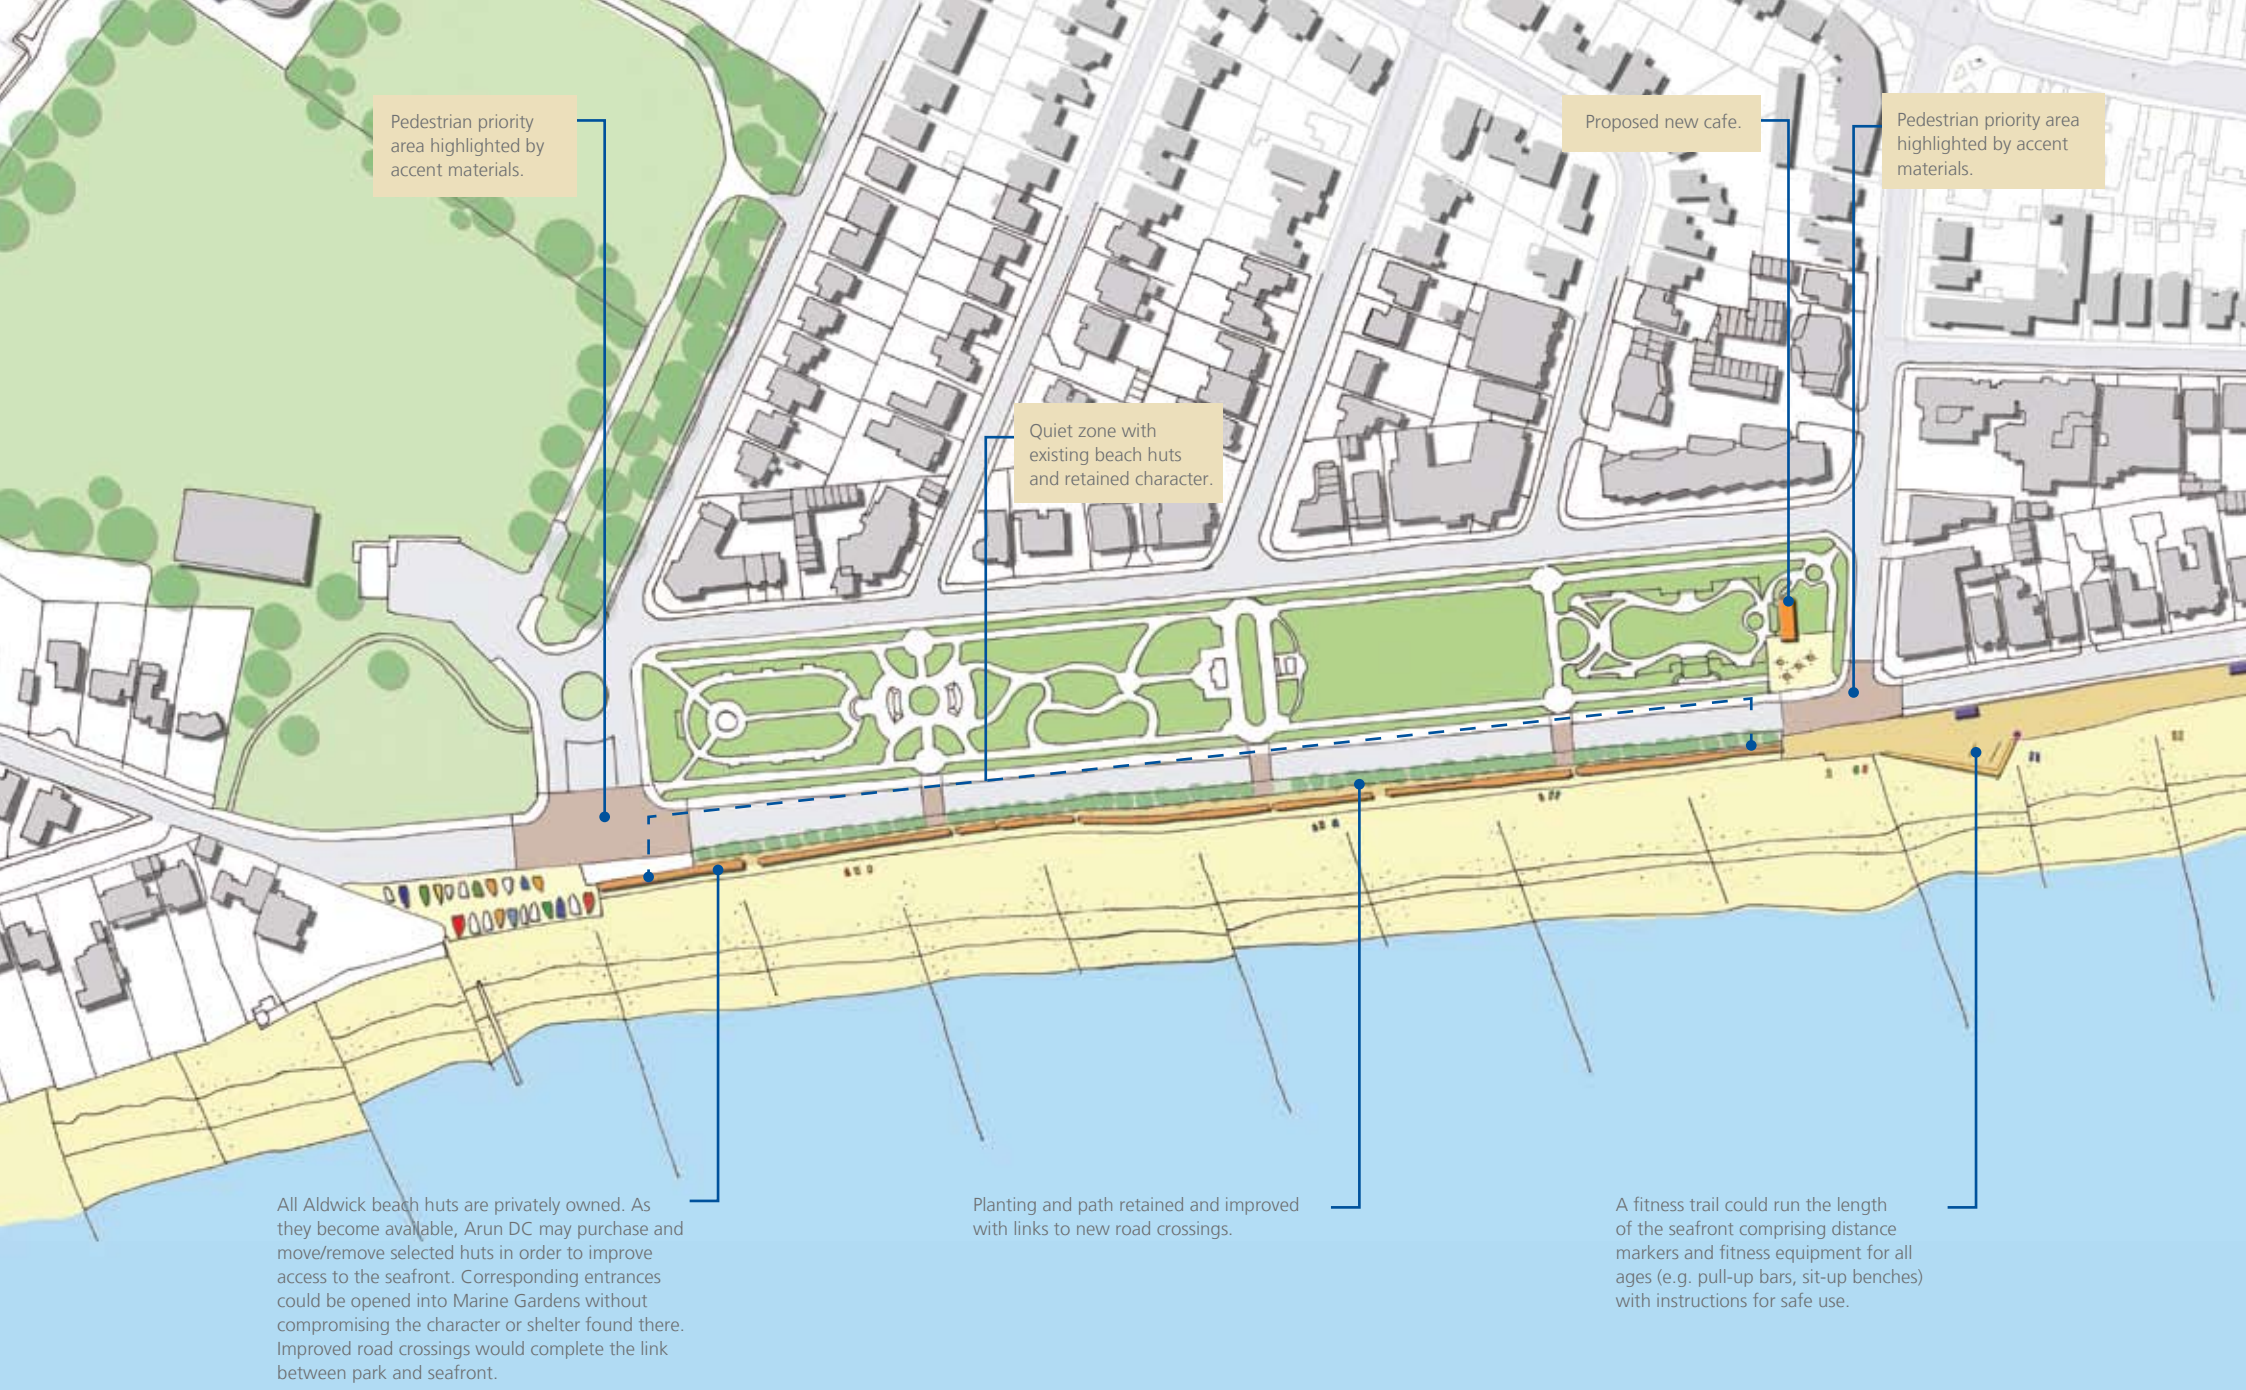 Pedestrian priority
area highlighted by
accent materials.
Proposed new cafe.
Pedestrian priority area
highlighted by accent
materials.
Quiet zone with
existing beach huts
and retained character.
All Aldwick beach huts are privately owned. As
they become available, Arun DC may purchase and
move/remove selected huts in order to improve
access to the seafront. Corresponding entrances
could be opened into Marine Gardens without
compromising the character or shelter found there.
Improved road crossings would complete the link
between park and seafront.
Planting and path retained and improved
with links to new road crossings.
A fitness trail could run the length
of the seafront comprising distance
markers and fitness equipment for all
ages (e.g. pull-up bars, sit-up benches)
with instructions for safe use.